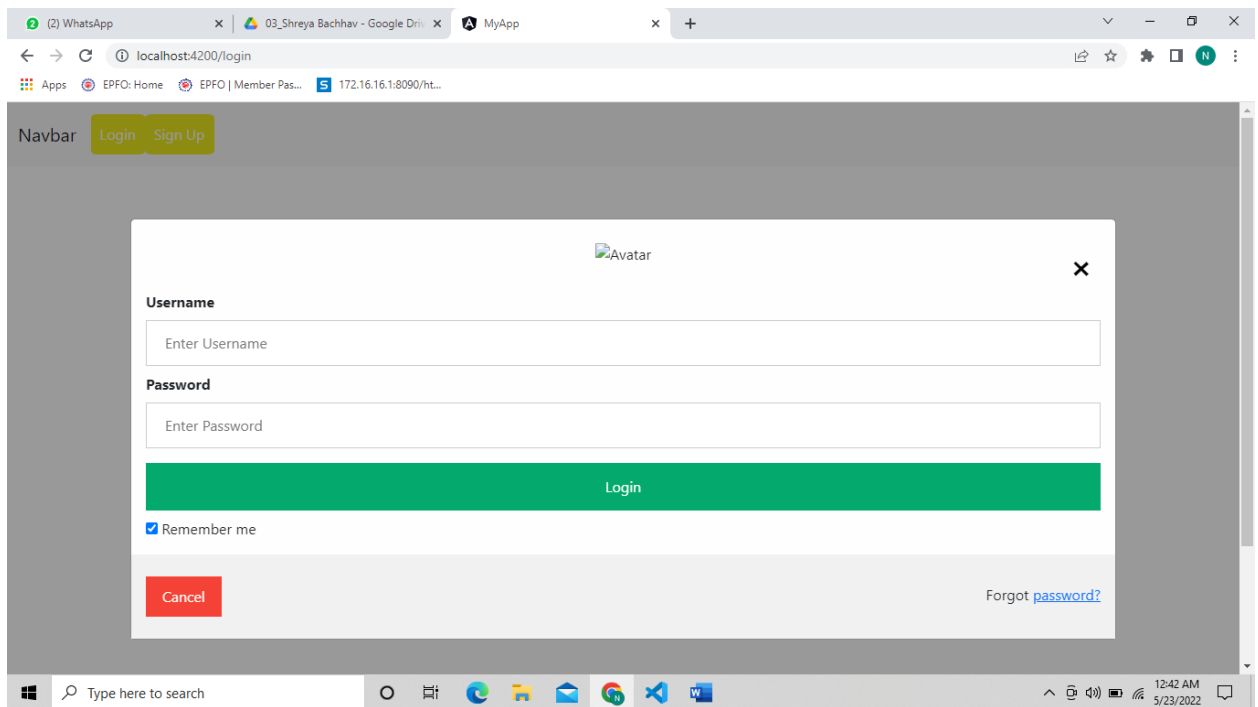 2 (2) WhatsApp 03_Shreya Bachhav - Google Driv MyApp
localhost:4200/login N
Apps EPFO: Home EPFO | Member Pas... S 172.16.16.1:8090/ht...
Navbar Login Sign Up
Avatar
Username
Enter Username
Password
Enter Password
Login
Remember me
Cancel Forgot password?
Type here to search 12:42 AM
5/23/2022